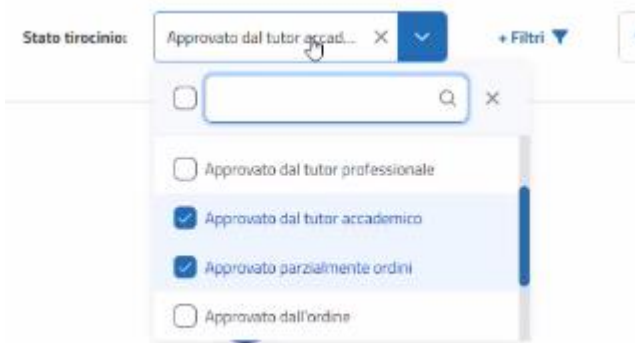 Stato tirocinio: Approvato dal tutor accad... + Filtri
Approvato dal tutor professionale
Approvato dal tutor accademico
Approvato parzialmente ordini
Approvato dall'ordine